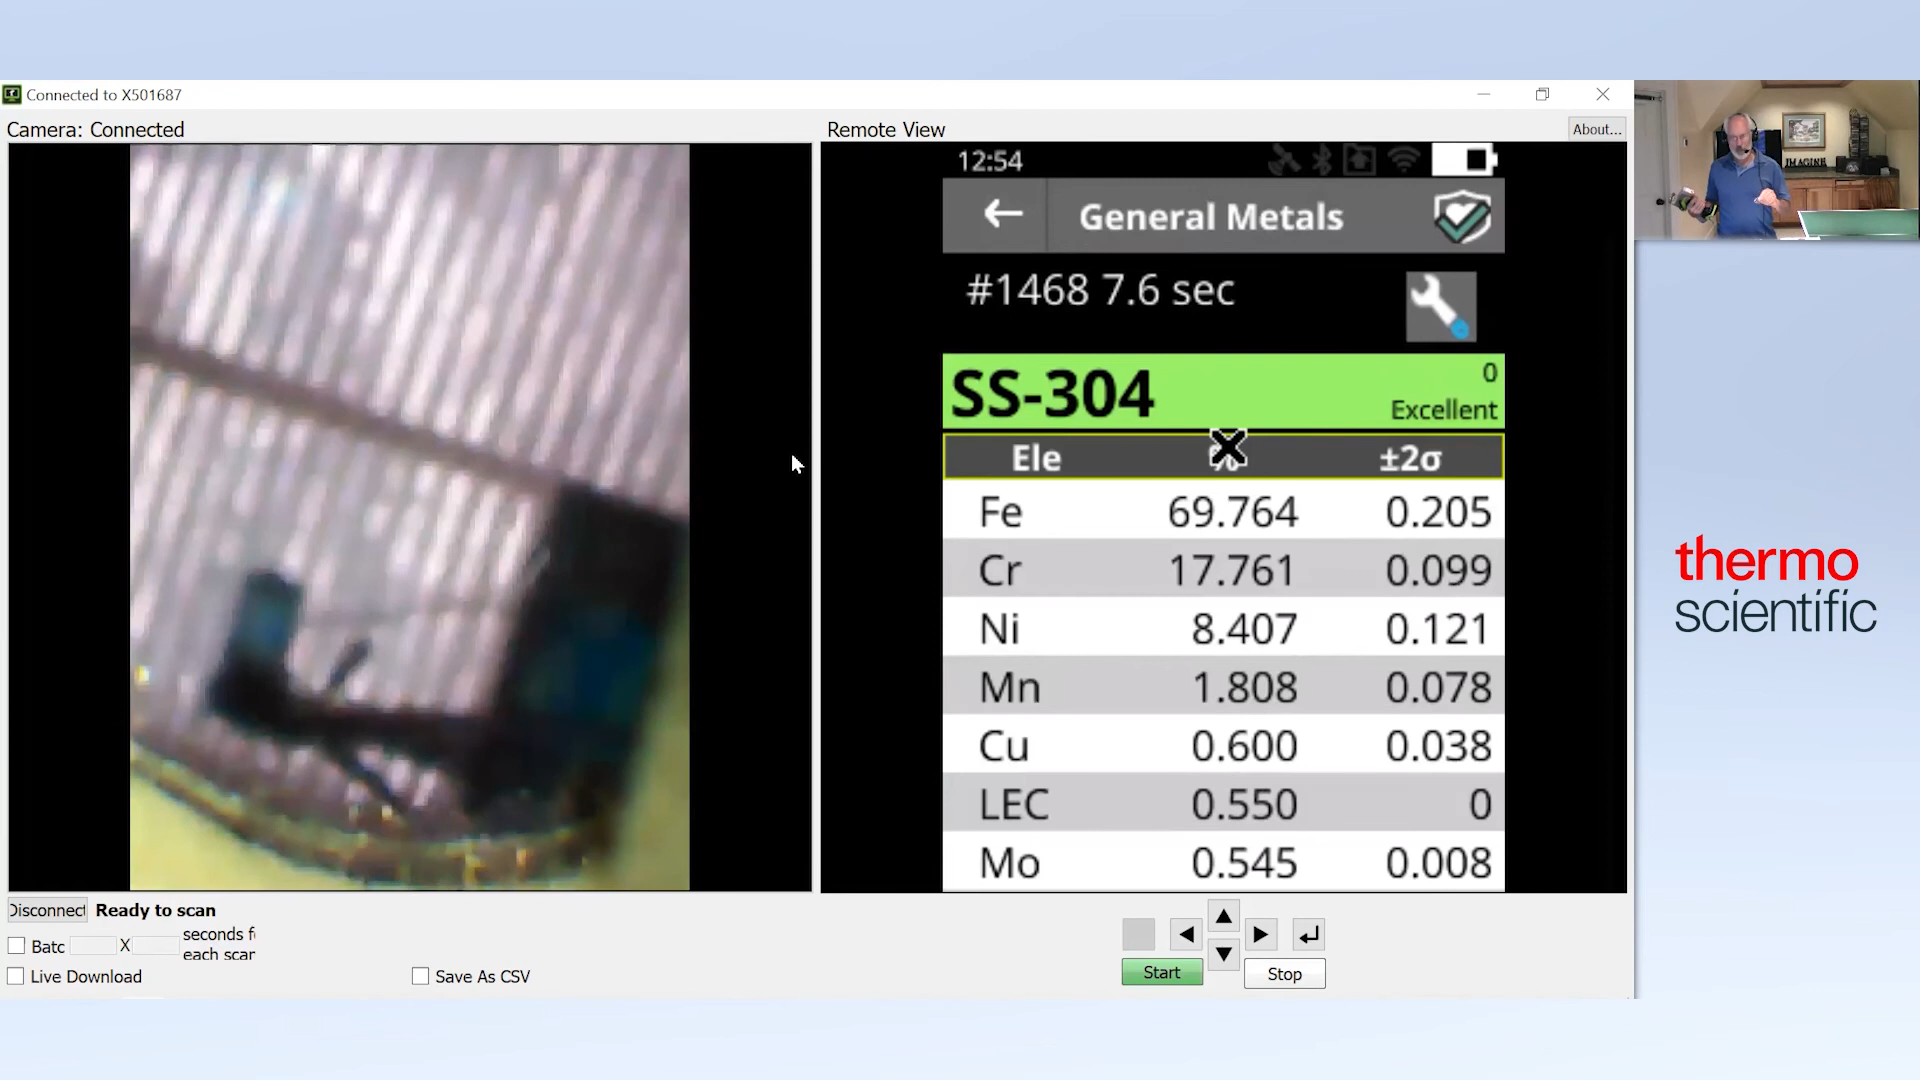 Connected to X501687
Camera: Connected
Remote View
About...
12:54
General Metals
#1468 7.6 sec
SS-304
0
Excellent
Ele % ±2σ
Fe 69.764 0.205
Cr 17.761 0.099
Ni 8.407 0.121
Mn 1.808 0.078
Cu 0.600 0.038
LEC 0.550 0
Mo 0.545 0.008
Disconnect Ready to scan
Batc X seconds f
each scar
Live Download Save As CSV
Start Stop
IMAGINE
thermo
scientific